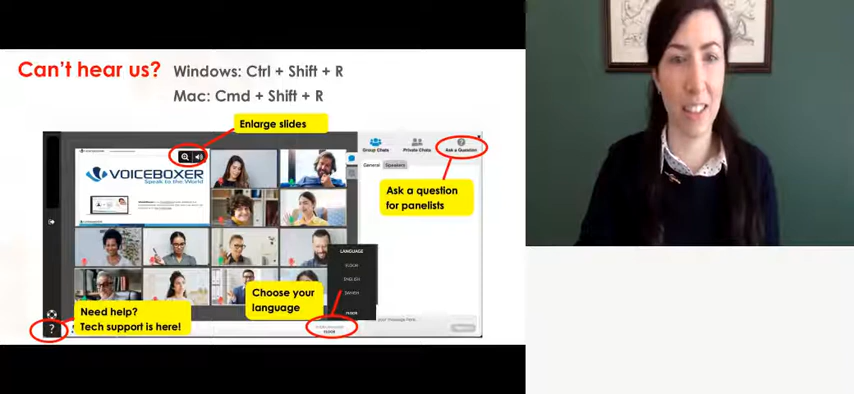 Can't hear us? Windows: Ctrl + Shift + R
Mac: Cmd + Shift + R
Enlarge slides
VOICEBOXER
Speak to the World
Group Chats Private Chats Ask a Question
General Speakers
Ask a question
for panelists
LANGUAGE
FLOOR
ENGLISH
Choose your
language
Need help?
Tech support is here!
?